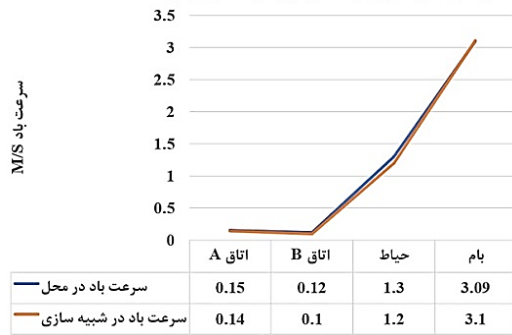 3.5
3
2.5
2
1.5
1
0.5
0
سرعت باد M/S
اتاق A اتاق B حیاط بام
سرعت باد در محل 0.15 0.12 1.3 3.09
سرعت باد در شبیه سازی 0.14 0.1 1.2 3.1